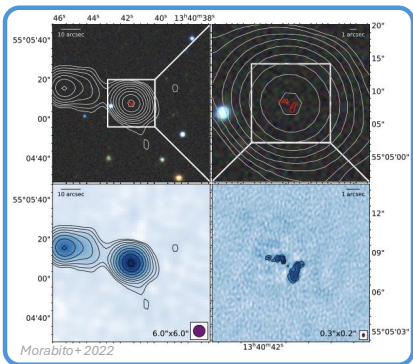 46ˢ 44ˢ 42ˢ 40ˢ 13ʰ40ᵐ38ˢ
10 arcsec
1 arcsec
55°05'40"
20"
00"
04'40"
20"
15"
10"
55°05'00"
10 arcsec
1 arcsec
55°05'40"
20"
00"
04'40"
12"
09"
06"
55°05'03"
6.0"x6.0"
0.3"x0.2"
13ʰ40ᵐ42ˢ
Morabito+2022